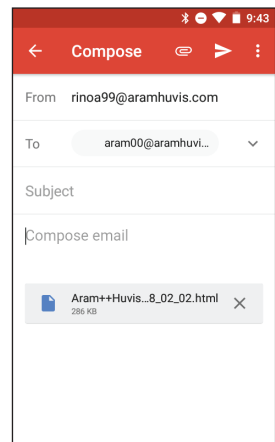 9:43
Compose
From rinoa99@aramhuvis.com
To aram00@aramhuvi...
Subject
Compose email
Aram++Huvis...8_02_02.html
286 KB